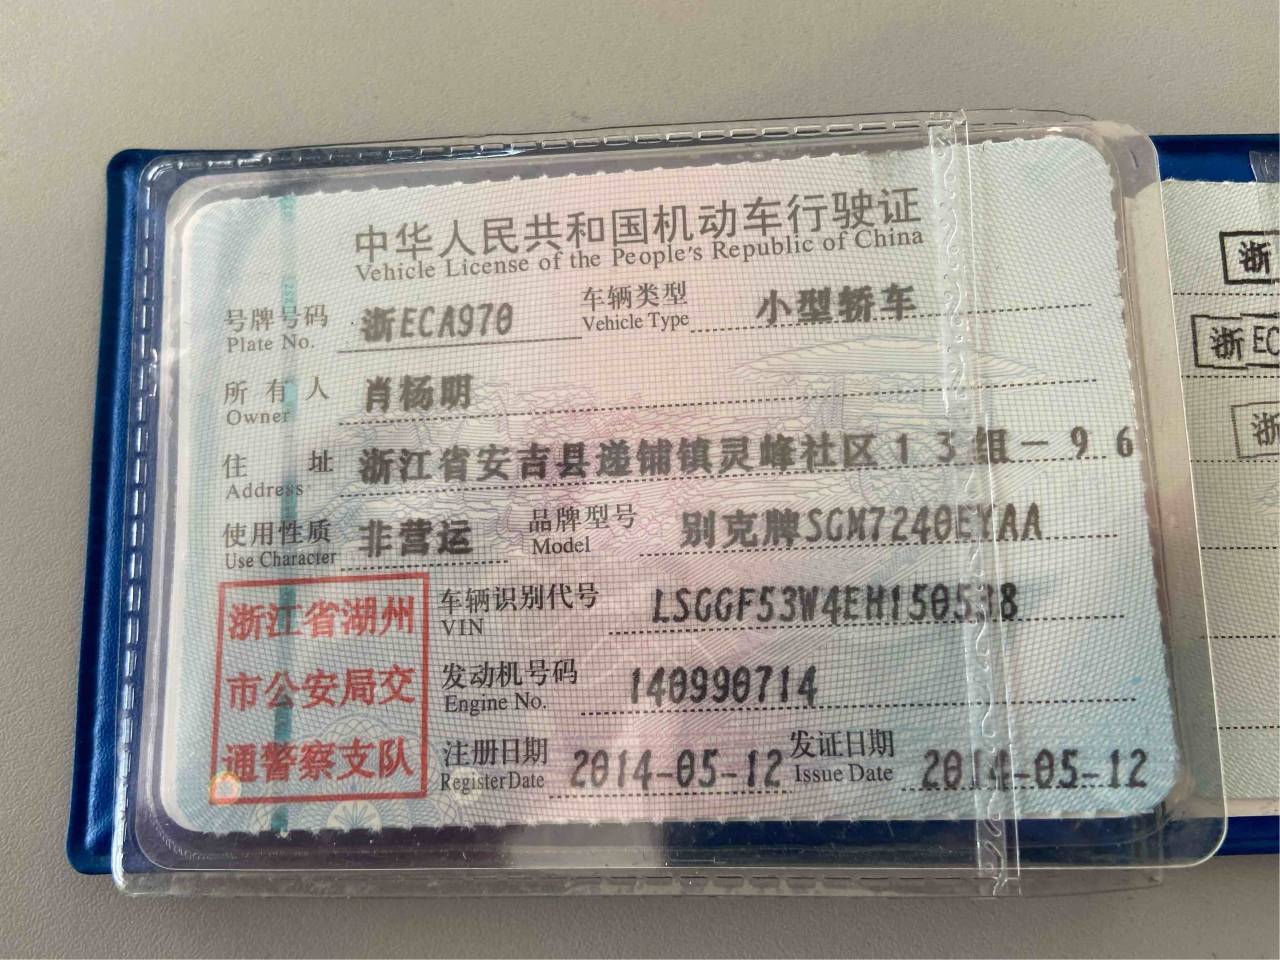 中华人民共和国机动车行驶证
Vehicle License of the People's Republic of China
号牌号码 浙ECA970 车辆类型 小型轿车
Plate No. Vehicle Type
所有人 肖杨明
Owner
住址 浙江省安吉县递铺镇灵峰社区13组－96
Address
使用性质 非营运 品牌型号 别克牌SGM7240EYAA
Use Character Model
浙江省湖州
市公安局交
通警察支队
车辆识别代号 LSGGF53W4EH150538
VIN
发动机号码 140990714
Engine No.
注册日期 2014-05-12 发证日期 2014-05-12
Register Date Issue Date
浙
浙EC
浙